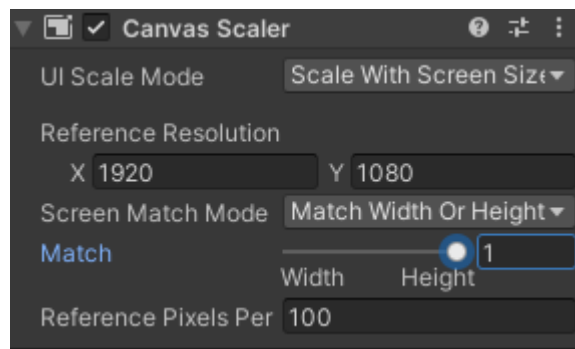 Canvas Scaler
UI Scale Mode Scale With Screen Size
Reference Resolution
X 1920 Y 1080
Screen Match Mode Match Width Or Height
Match 1
Width Height
Reference Pixels Per 100